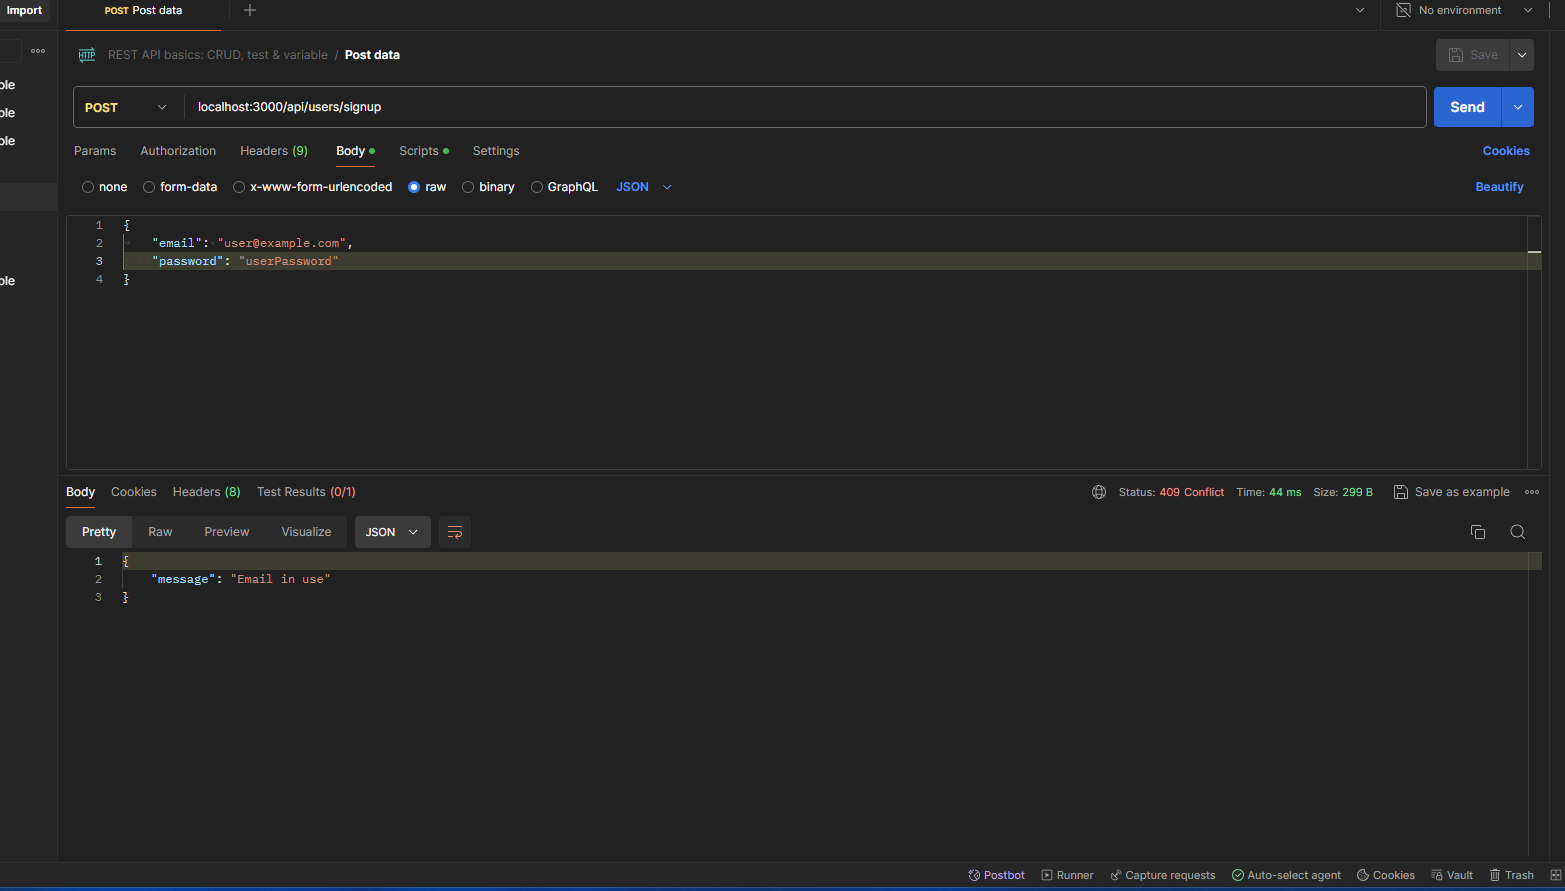 Import
POST Post data
No environment
HTTP REST API basics: CRUD, test & variable / Post data
Save
ple
ple
ple
ple
POST localhost:3000/api/users/signup
Send
Params Authorization Headers (9) Body Scripts Settings
Cookies
none form-data x-www-form-urlencoded raw binary GraphQL JSON
Beautify
1 {
2 "email": "user@example.com",
3 "password": "userPassword"
4 }
Body Cookies Headers (8) Test Results (0/1)
Status: 409 Conflict Time: 44 ms Size: 299 B Save as example
Pretty Raw Preview Visualize JSON
1 {
2 "message": "Email in use"
3 }
Postbot Runner Capture requests Auto-select agent Cookies Vault Trash